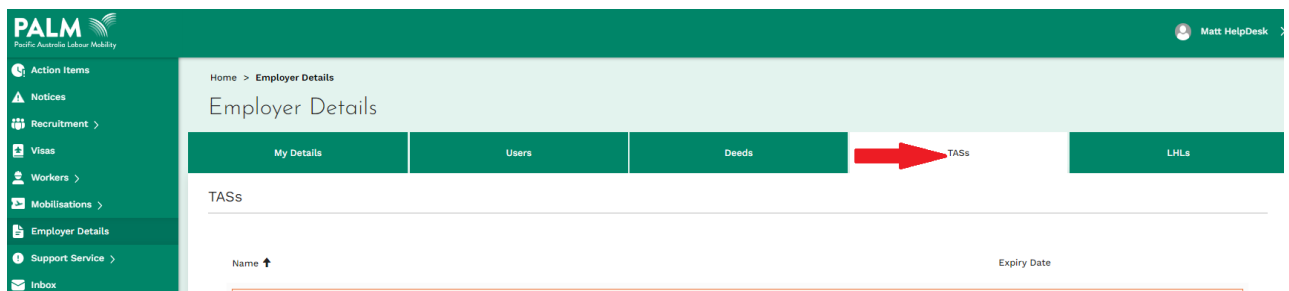 PALM
Pacific Australia Labour Mobility
Matt HelpDesk
Action Items
Notices
Recruitment >
Visas
Workers >
Mobilisations >
Employer Details
Support Service >
Inbox
Home > Employer Details
Employer Details
My Details
Users
Deeds
TASs
LHLs
TASs
Name ↑
Expiry Date